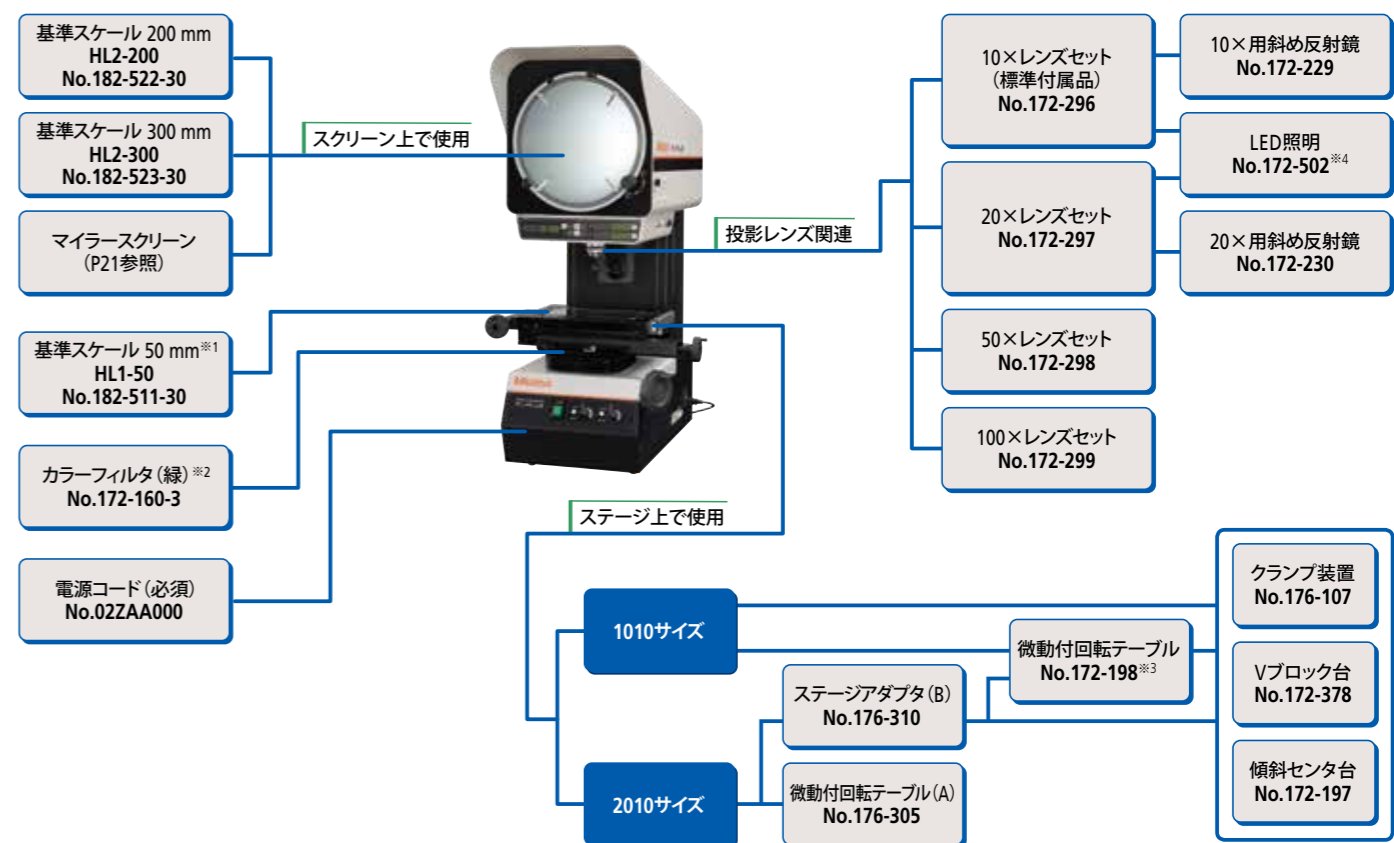 基準スケール 200 mm
HL2-200
No.182-522-30
基準スケール 300 mm
HL2-300
No.182-523-30
マイラースクリーン
(P21参照)
基準スケール 50 mm※1
HL1-50
No.182-511-30
カラーフィルタ(緑)※2
No.172-160-3
電源コード(必須)
No.02ZAA000
スクリーン上で使用
Mitutoyo
投影レンズ関連
10×レンズセット
(標準付属品)
No.172-296
20×レンズセット
No.172-297
50×レンズセット
No.172-298
100×レンズセット
No.172-299
10×用斜め反射鏡
No.172-229
LED照明
No.172-502※4
20×用斜め反射鏡
No.172-230
ステージ上で使用
1010サイズ
2010サイズ
ステージアダプタ(B)
No.176-310
微動付回転テーブル(A)
No.176-305
微動付回転テーブル
No.172-198※3
クランプ装置
No.176-107
Vブロック台
No.172-378
傾斜センタ台
No.172-197